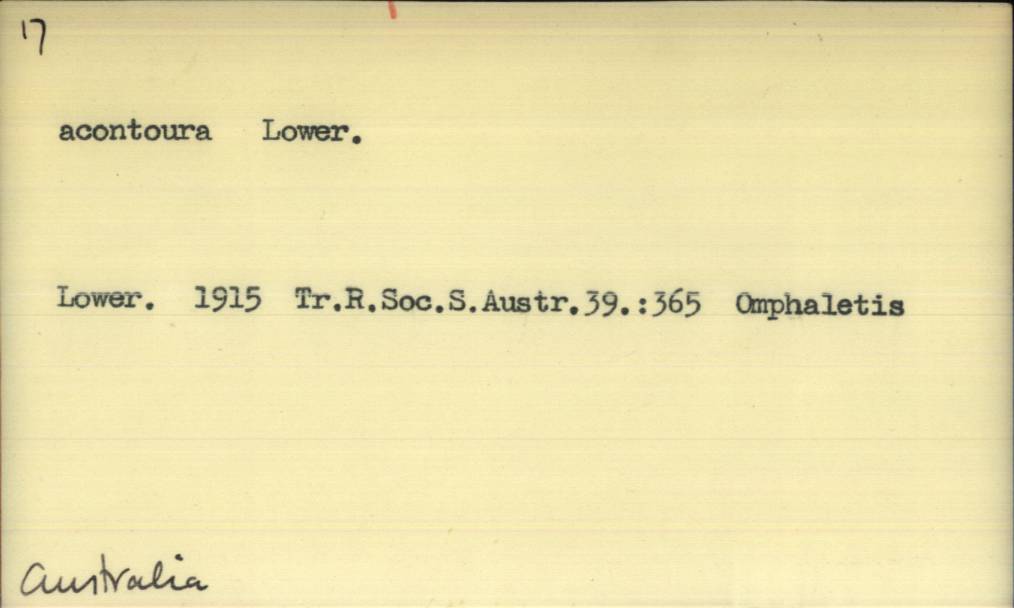 17
acontoura Lower.
Lower. 1915 Tr.R.Soc.S.Austr.39.:365 Omphaletis
Australia